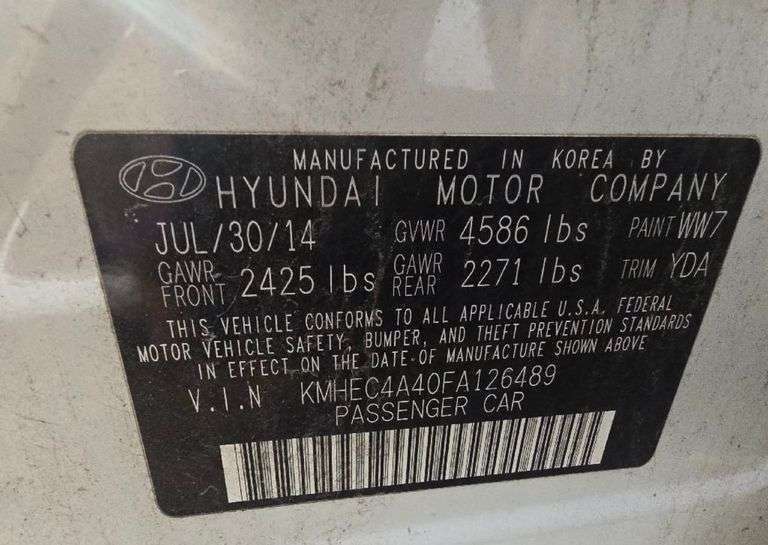 MANUFACTURED IN KOREA BY
HYUNDAI MOTOR COMPANY
JUL/30/14 GVWR 4586 lbs PAINT WW7
GAWR FRONT 2425 lbs GAWR REAR 2271 lbs TRIM YDA
THIS VEHICLE CONFORMS TO ALL APPLICABLE U.S.A. FEDERAL
MOTOR VEHICLE SAFETY, BUMPER, AND THEFT PREVENTION STANDARDS
IN EFFECT ON THE DATE OF MANUFACTURE SHOWN ABOVE
V.I.N KMHEC4A40FA126489
PASSENGER CAR